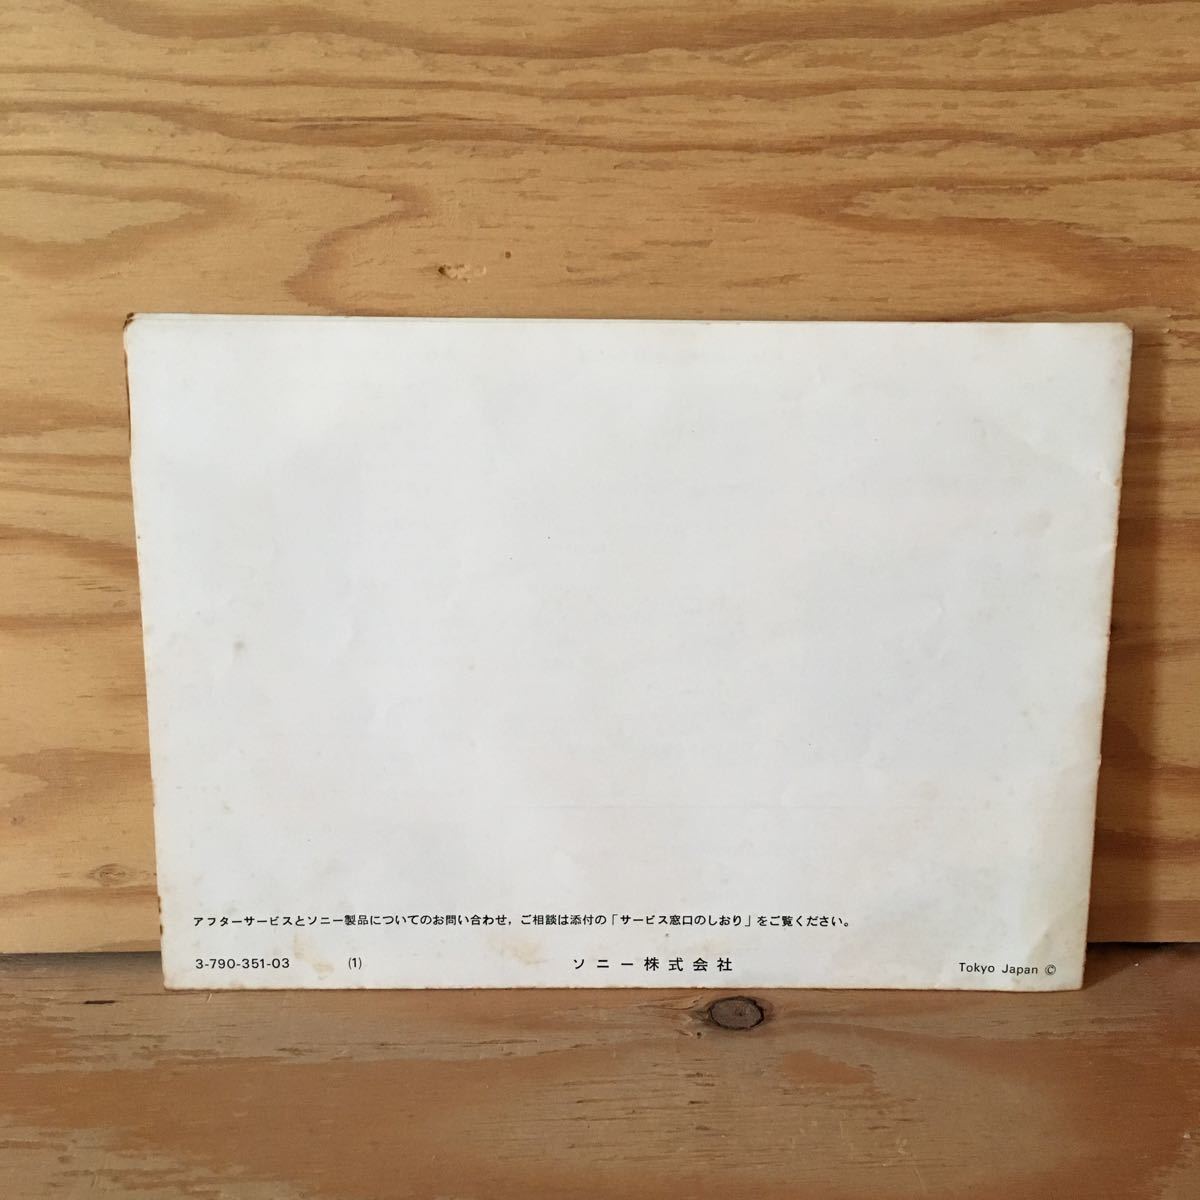 アフターサービスとソニー製品についてのお問い合わせ，ご相談は添付の「サービス窓口のしおり」をご覧ください。
3-790-351-03 (1) ソニー株式会社 Tokyo Japan ©